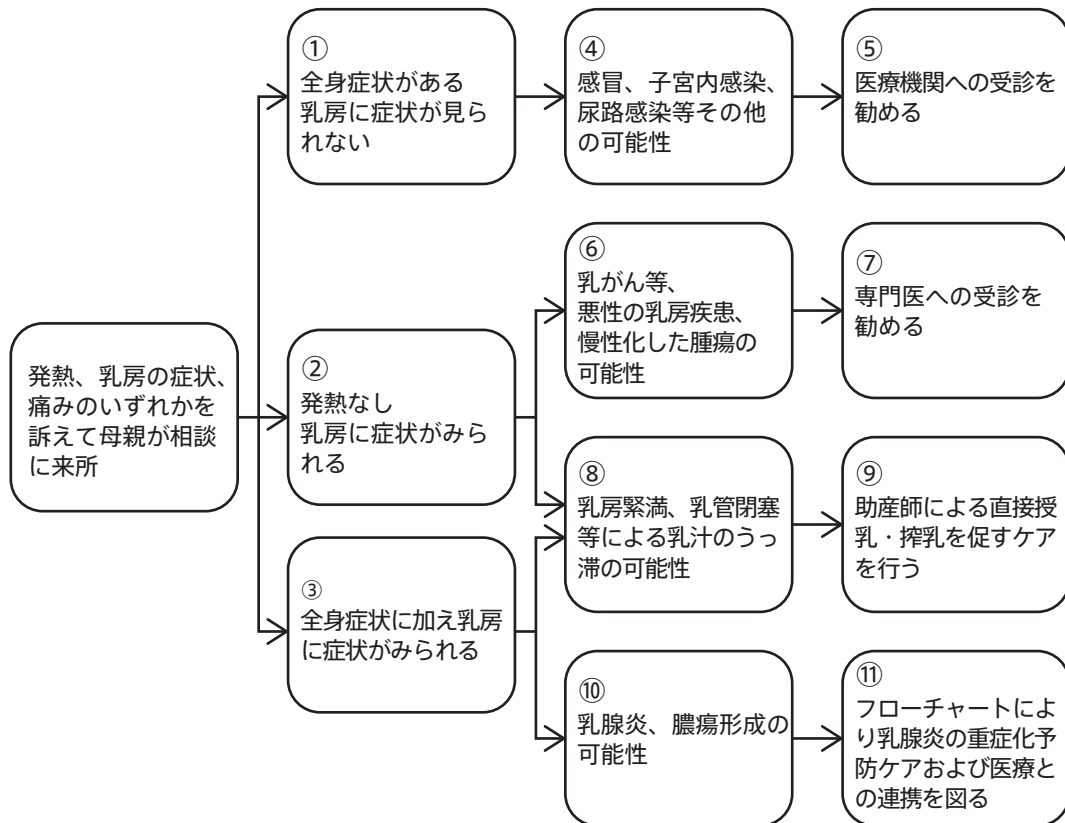 発熱、乳房の症状、
痛みのいずれかを
訴えて母親が相談
に来所
①
全身症状がある
乳房に症状が見ら
れない
④
感冒、子宮内感染、
尿路感染等その他
の可能性
⑤
医療機関への受診を
勧める
②
発熱なし
乳房に症状がみら
れる
⑥
乳がん等、
悪性の乳房疾患、
慢性化した腫瘍の
可能性
⑦
専門医への受診を
勧める
⑧
乳房緊満、乳管閉塞
等による乳汁のうっ
滞の可能性
⑨
助産師による直接授
乳・搾乳を促すケア
を行う
③
全身症状に加え乳房
に症状がみられる
⑩
乳腺炎、膿瘍形成の
可能性
⑪
フローチャートによ
り乳腺炎の重症化予
防ケアおよび医療と
の連携を図る